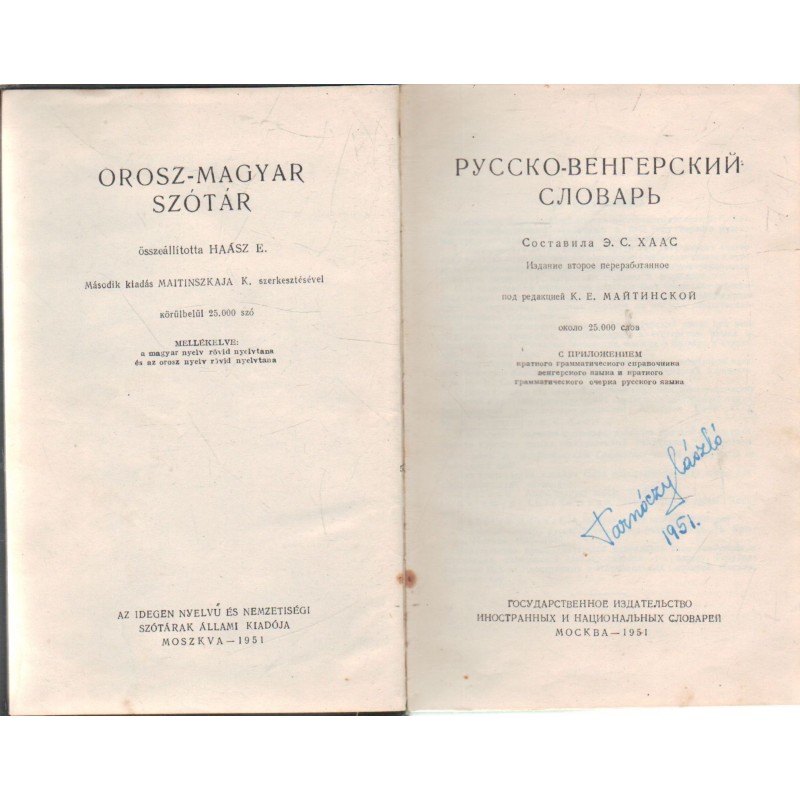 OROSZ-MAGYAR
SZÓTÁR
összeállította HAÁSZ E.
Második kiadás MAITINSZKAJA K. szerkesztésével
körülbelül 25.000 szó
MELLÉKELVE:
a magyar nyelv rövid nyelvtana
és az orosz nyelv rövid nyelvtana
AZ IDEGEN NYELVŰ ÉS NEMZETISÉGI
SZÓTÁRAK ÁLLAMI KIADÓJA
MOSZKVA—1951
РУССКО-ВЕНГЕРСКИЙ
СЛОВАРЬ
Составила Э. С. ХААС
Издание второе переработанное
под редакцией К. Е. МАЙТИНСКОЙ
около 25.000 слов
С ПРИЛОЖЕНИЕМ
краткого грамматического справочника
венгерского языка и краткого
грамматического очерка русского языка
Tarnóczy László
1951.
ГОСУДАРСТВЕННОЕ ИЗДАТЕЛЬСТВО
ИНОСТРАННЫХ И НАЦИОНАЛЬНЫХ СЛОВАРЕЙ
МОСКВА—1951